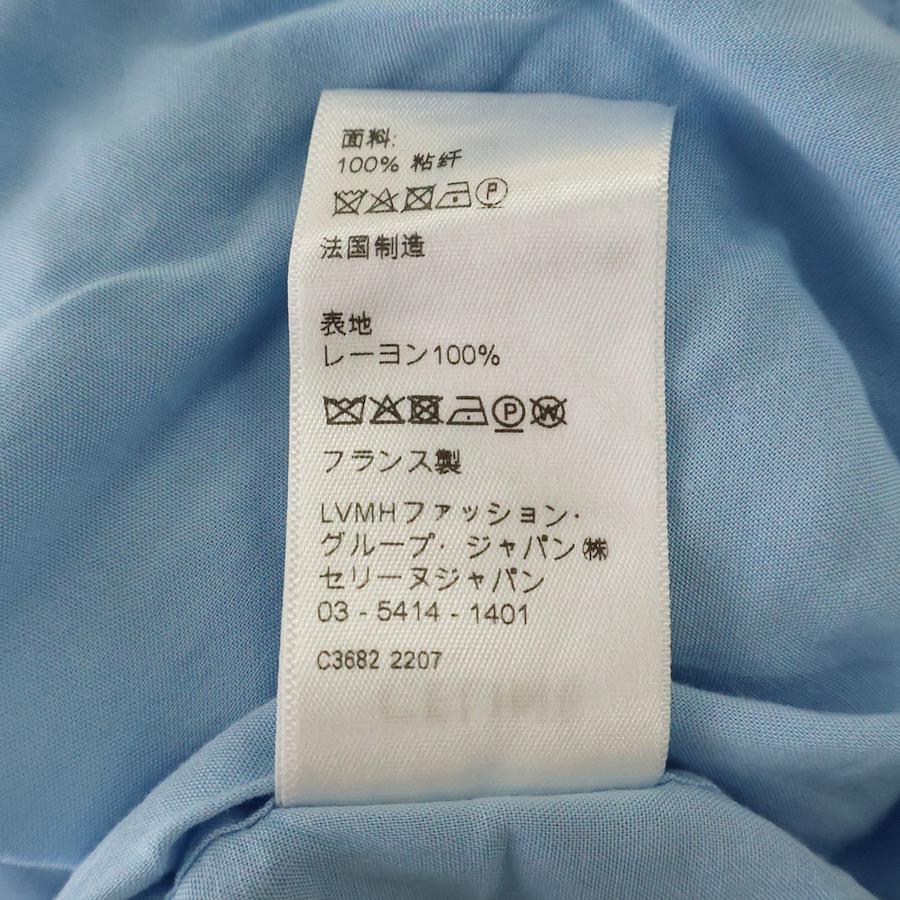 面料:
100% 粘纤
P
法国制造
表地
レーヨン100%
P W
フランス製
LVMHファッション・
グループ・ジャパン㈱
セリーヌジャパン
03 - 5414 - 1401
C3682 2207